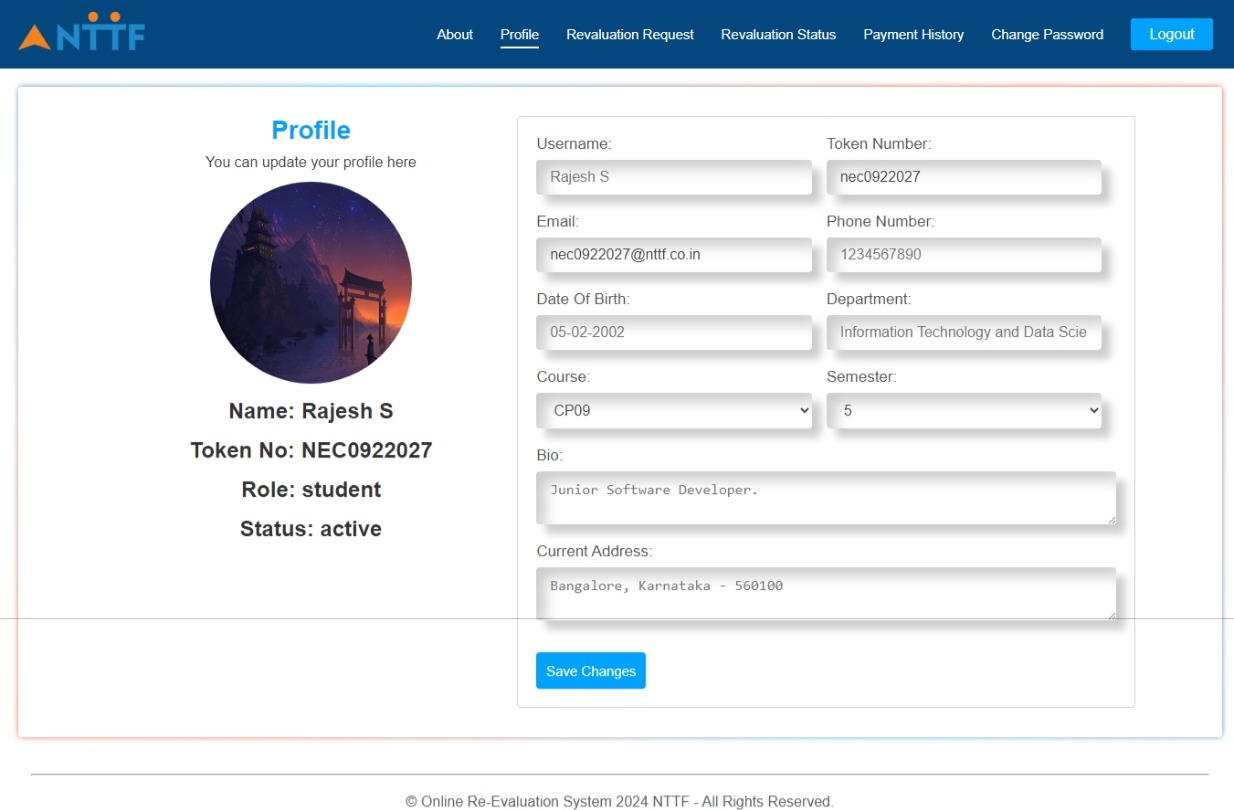 NTTF
About Profile Revaluation Request Revaluation Status Payment History Change Password Logout
Profile
You can update your profile here
Name: Rajesh S
Token No: NEC0922027
Role: student
Status: active
Username: Token Number:
Rajesh S nec0922027
Email: Phone Number:
nec0922027@nttf.co.in 1234567890
Date Of Birth: Department:
05-02-2002 Information Technology and Data Scie
Course: Semester:
CP09 5
Bio:
Junior Software Developer.
Current Address:
Bangalore, Karnataka - 560100
Save Changes
© Online Re-Evaluation System 2024 NTTF - All Rights Reserved.